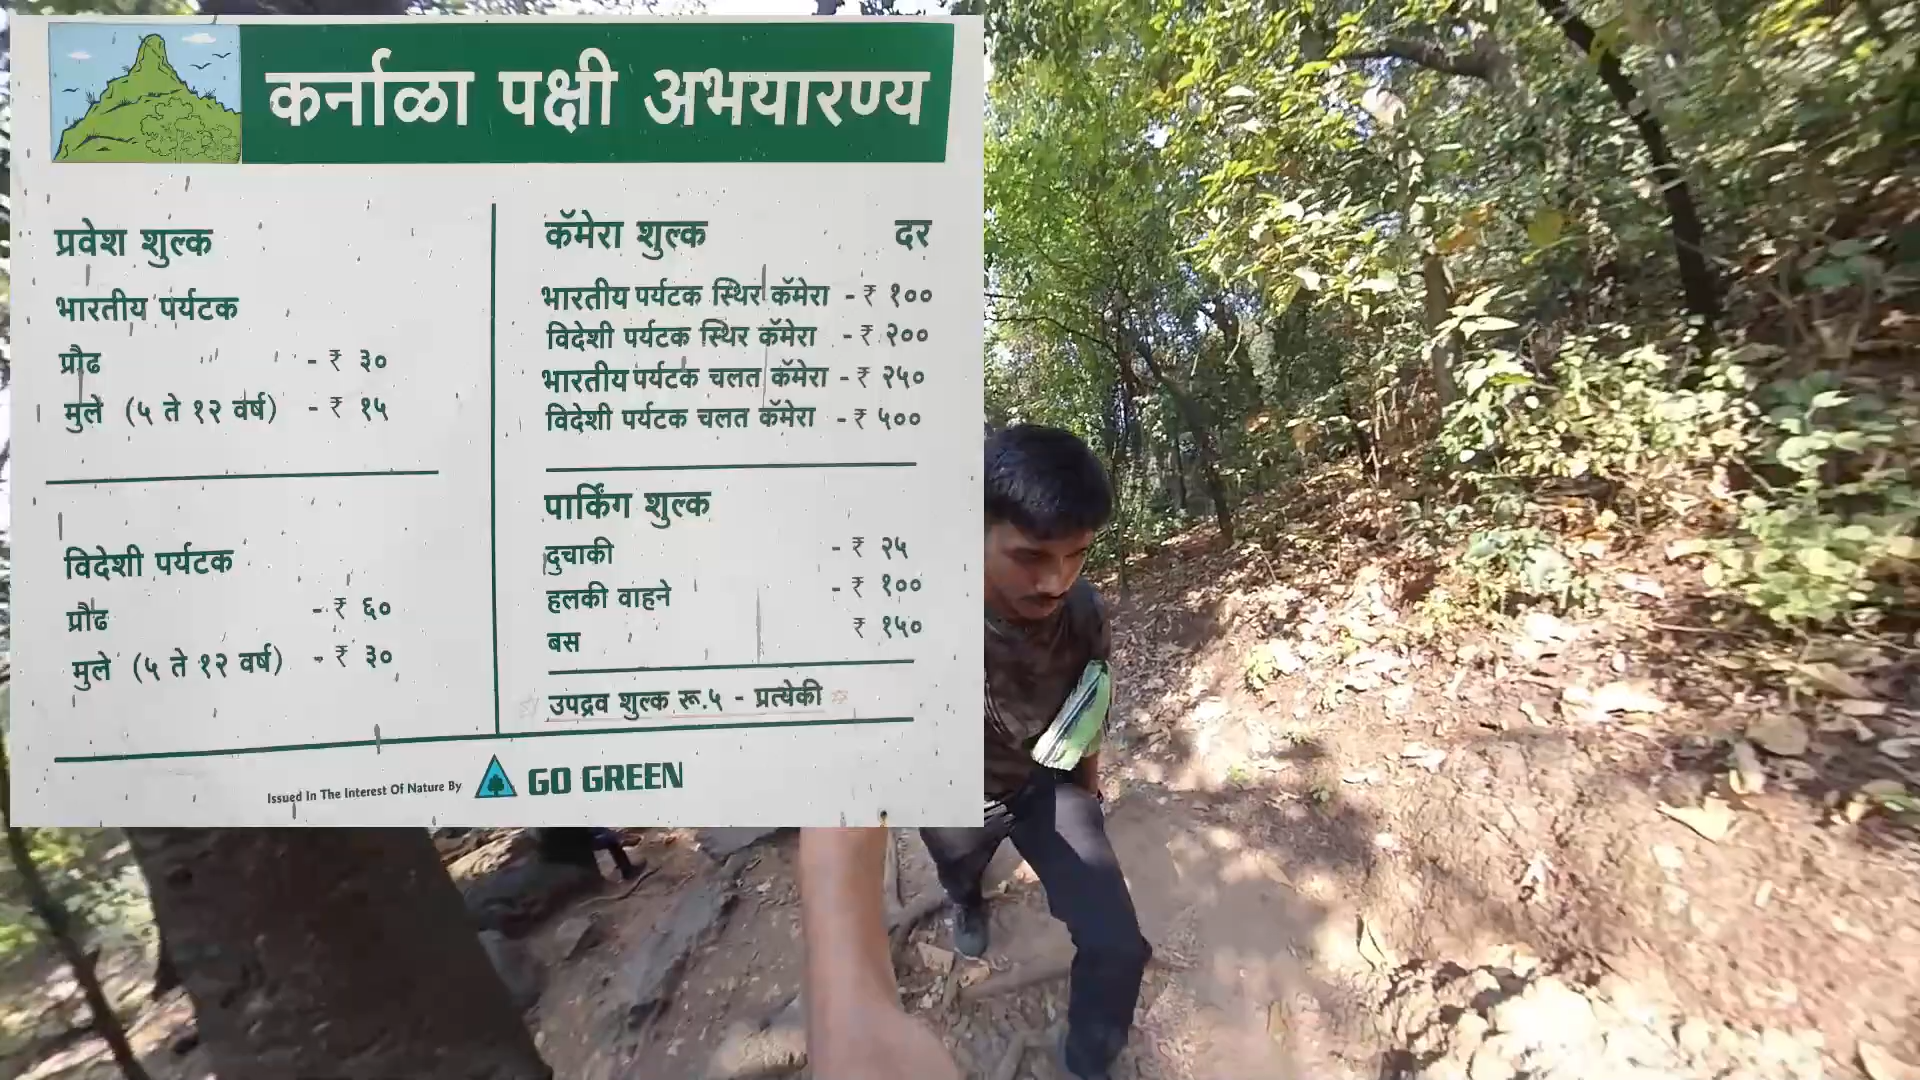 कर्नाळा पक्षी अभयारण्य
प्रवेश शुल्क
भारतीय पर्यटक
प्रौढ - ₹ ३०
मुले (५ ते १२ वर्ष) - ₹ १५
विदेशी पर्यटक
प्रौढ - ₹ ६०
मुले (५ ते १२ वर्ष) - ₹ ३०
कॅमेरा शुल्क दर
भारतीय पर्यटक स्थिर कॅमेरा - ₹ १००
विदेशी पर्यटक स्थिर कॅमेरा - ₹ २००
भारतीय पर्यटक चलत कॅमेरा - ₹ २५०
विदेशी पर्यटक चलत कॅमेरा - ₹ ५००
पार्किंग शुल्क
दुचाकी - ₹ २५
हलकी वाहने - ₹ १००
बस ₹ १५०
उपद्रव शुल्क रू.५ - प्रत्येकी
Issued In The Interest Of Nature By GO GREEN